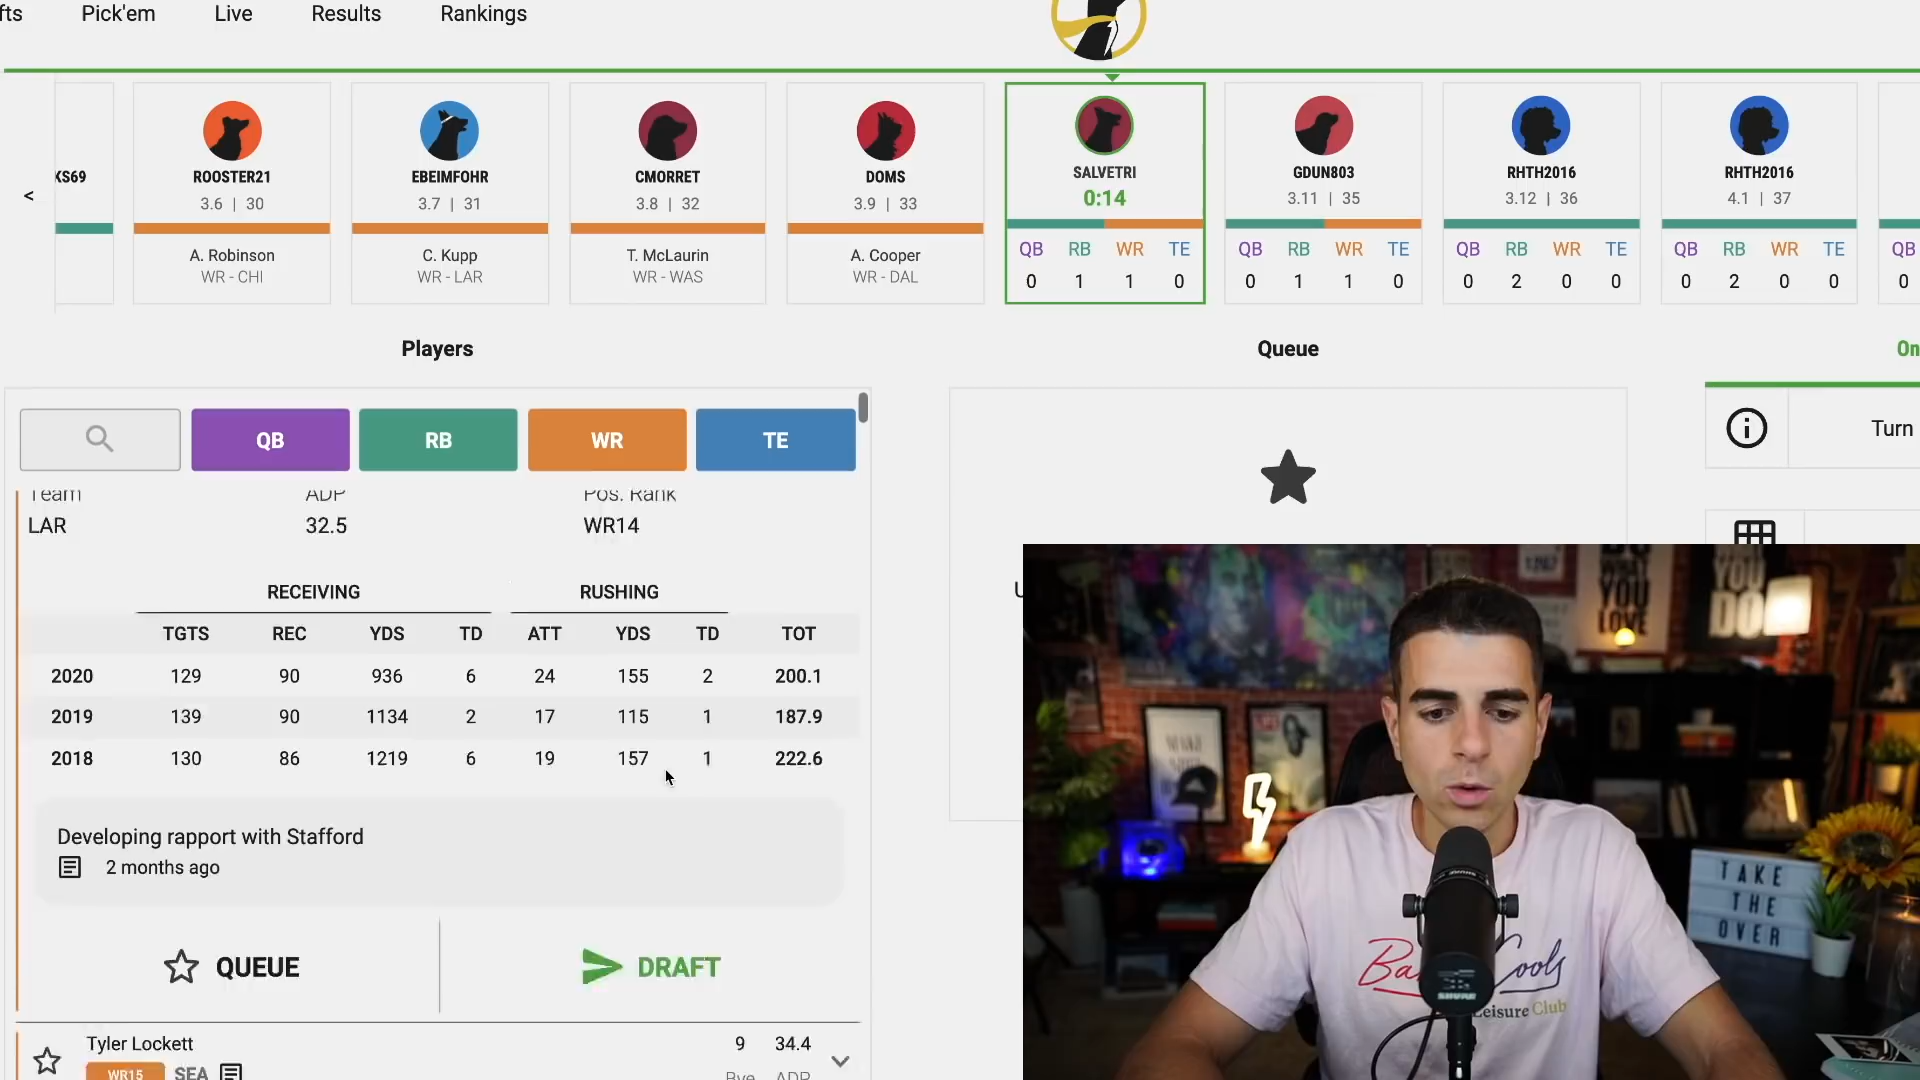 fts Pick'em Live Results Rankings
<
KS69
ROOSTER21
3.6 | 30
A. Robinson
WR - CHI
EBEIMFOHR
3.7 | 31
C. Kupp
WR - LAR
CMORRET
3.8 | 32
T. McLaurin
WR - WAS
DOMS
3.9 | 33
A. Cooper
WR - DAL
SALVETRI
0:14
QB RB WR TE
0 1 1 0
GDUN803
3.11 | 35
QB RB WR TE
0 1 1 0
RHTH2016
3.12 | 36
QB RB WR TE
0 2 0 0
RHTH2016
4.1 | 37
QB RB WR TE
0 2 0 0
QB
0
Players
Queue
On
QB RB WR TE
Turn
Team ADP Pos. Rank
LAR 32.5 WR14
RECEIVING RUSHING
TGTS REC YDS TD ATT YDS TD TOT
2020 129 90 936 6 24 155 2 200.1
2019 139 90 1134 2 17 115 1 187.9
2018 130 86 1219 6 19 157 1 222.6
Developing rapport with Stafford
2 months ago
QUEUE
DRAFT
Tyler Lockett 9 34.4
WR15 SEA Bye ADP
YOU
LOVE
YOU
DO
TAKE
THE
OVER
Cools
Leisure Club
SHURE